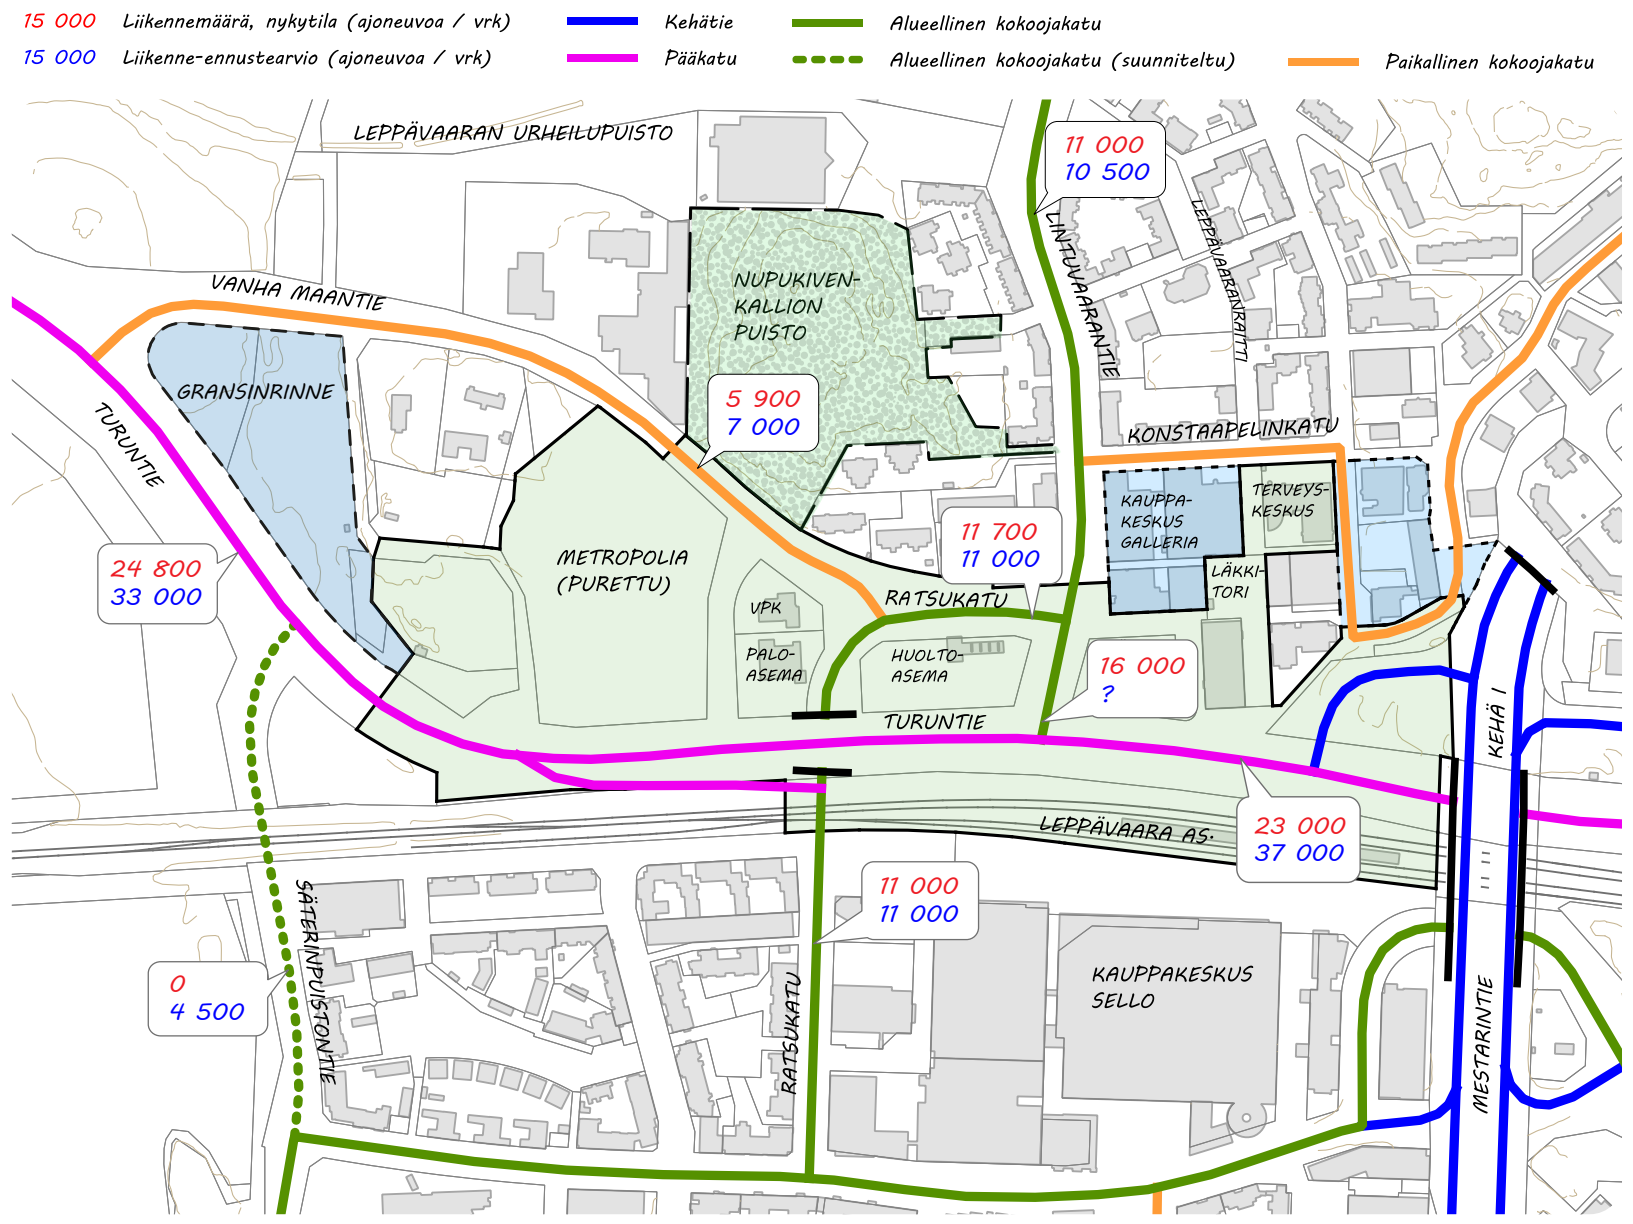 15 000 Liikennemäärä, nykytila (ajoneuvoa / vrk)
15 000 Liikenne-ennustearvio (ajoneuvoa / vrk)
Kehätie
Pääkatu
Alueellinen kokoojakatu
Alueellinen kokoojakatu (suunniteltu)
Paikallinen kokoojakatu
LEPPÄVAARAN URHEILUPUISTO
11 000
10 500
LINTUVAARANTIE
LEPPÄVAARANRAITTI
VANHA MAANTIE
NUPUKIVEN-
KALLION
PUISTO
GRANSINRINNE
TURUNTIE
5 900
7 000
KONSTAAPELINKATU
KAUPPA-
KESKUS
GALLERIA
TERVEYS-
KESKUS
LÄKKI-
TORI
24 800
33 000
METROPOLIA
(PURETTU)
11 700
11 000
RATSUKATU
VPK
PALO-
ASEMA
HUOLTO-
ASEMA
16 000
?
TURUNTIE
KEHÄ I
LEPPÄVAARA AS.
23 000
37 000
11 000
11 000
0
4 500
SÄTERINPUISTONTIE
RATSUKATU
KAUPPAKESKUS
SELLO
MESTARINTIE